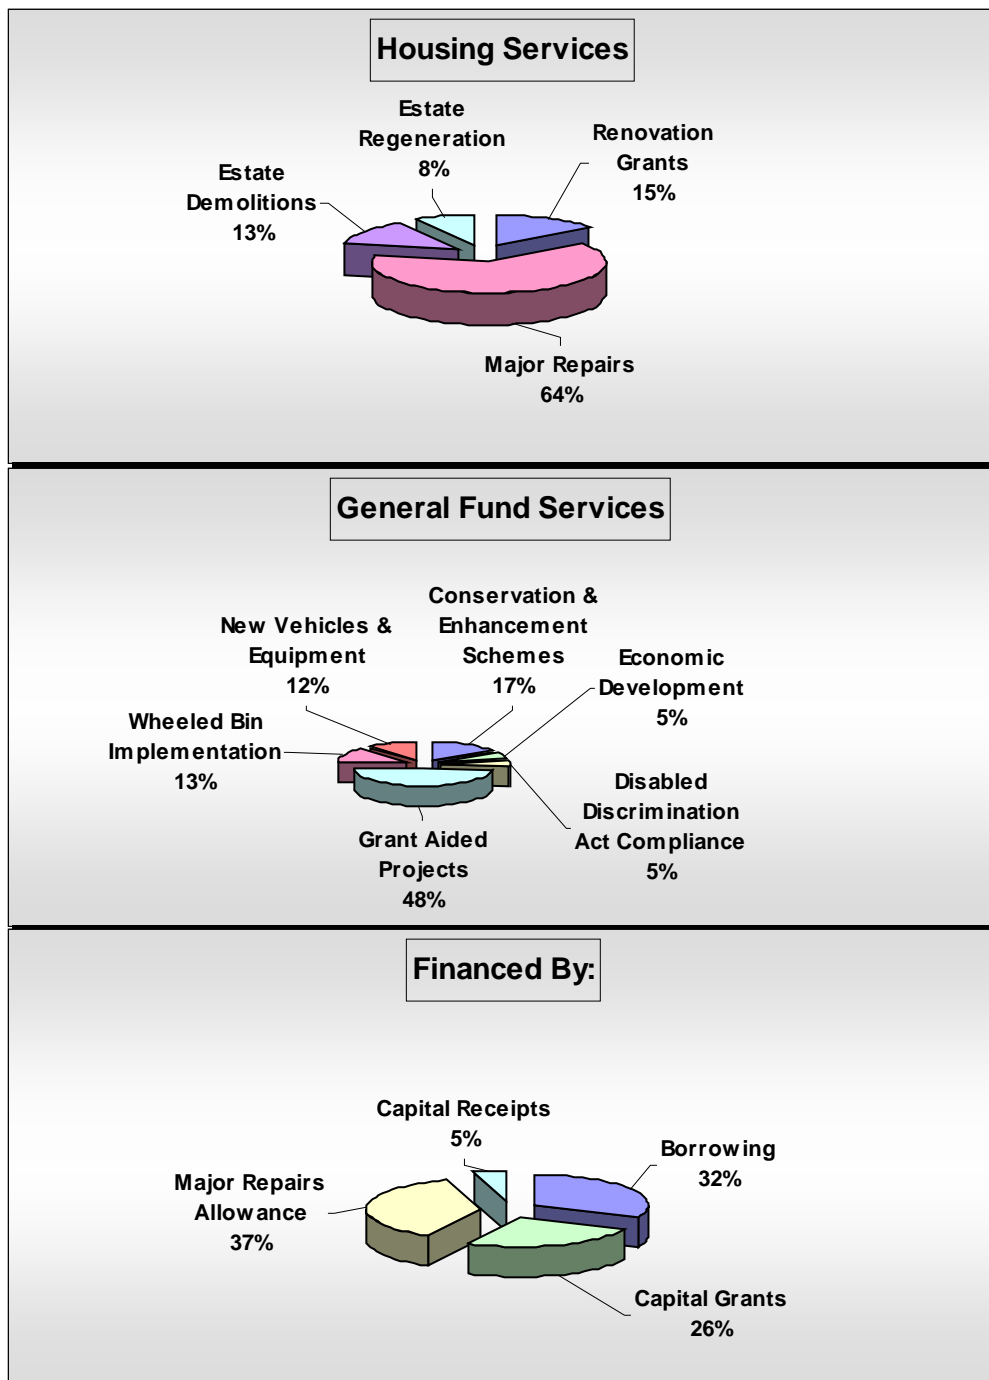 Housing Services
Estate
Regeneration
8%
Renovation
Grants
15%
Estate
Demolitions
13%
Major Repairs
64%
General Fund Services
Conservation &
Enhancement
Schemes
17%
New Vehicles &
Equipment
12%
Economic
Development
5%
Wheeled Bin
Implementation
13%
Disabled
Discrimination
Act Compliance
5%
Grant Aided
Projects
48%
Financed By:
Capital Receipts
5%
Borrowing
32%
Major Repairs
Allowance
37%
Capital Grants
26%